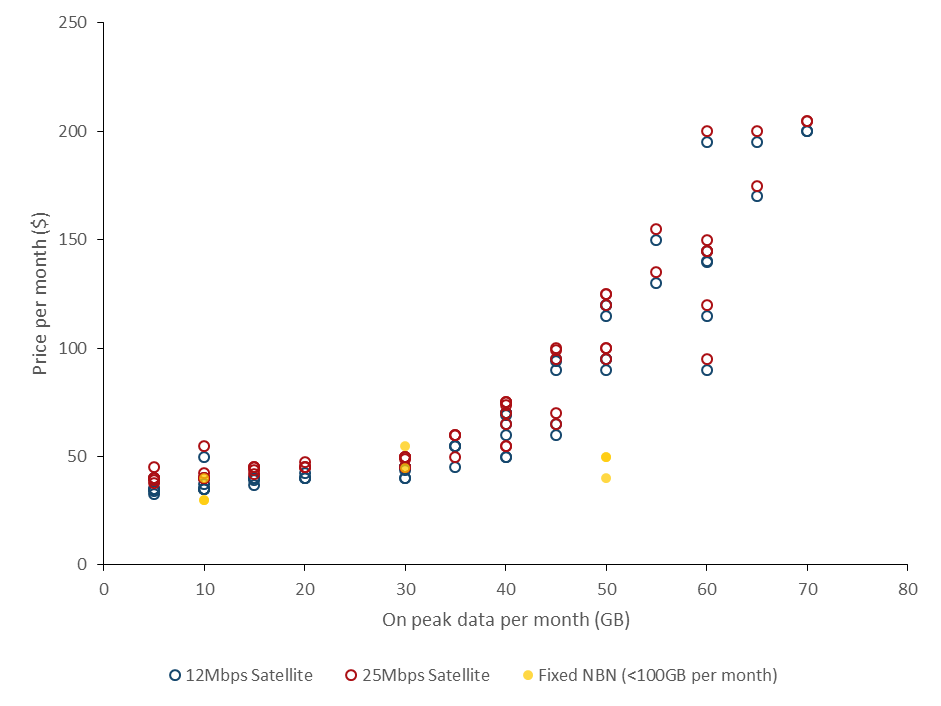 250
200
150
100
50
0
Price per month ($)
0 10 20 30 40 50 60 70 80
On peak data per month (GB)
12Mbps Satellite 25Mbps Satellite Fixed NBN (<100GB per month)